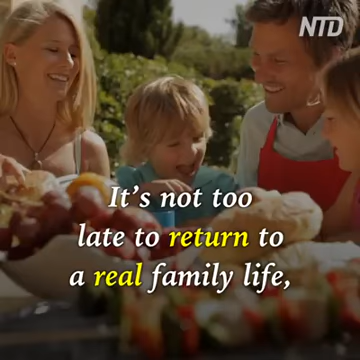 NTD
It's not too
late to return to
a real family life,